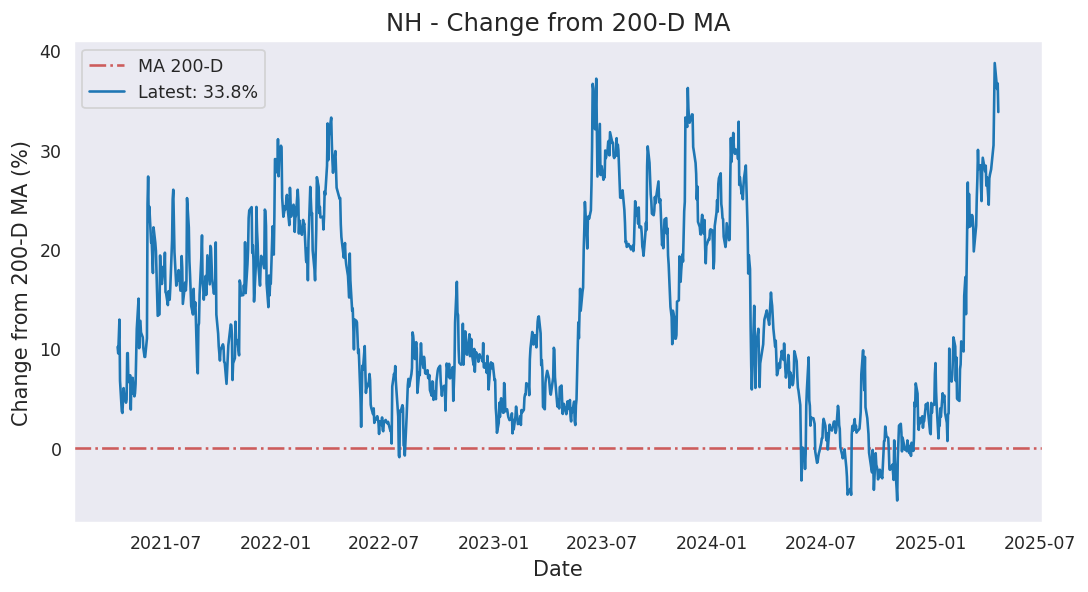 NH - Change from 200-D MA
MA 200-D
Latest: 33.8%
Change from 200-D MA (%)
40
30
20
10
0
2021-07
2022-01
2022-07
2023-01
2023-07
2024-01
2024-07
2025-01
2025-07
Date